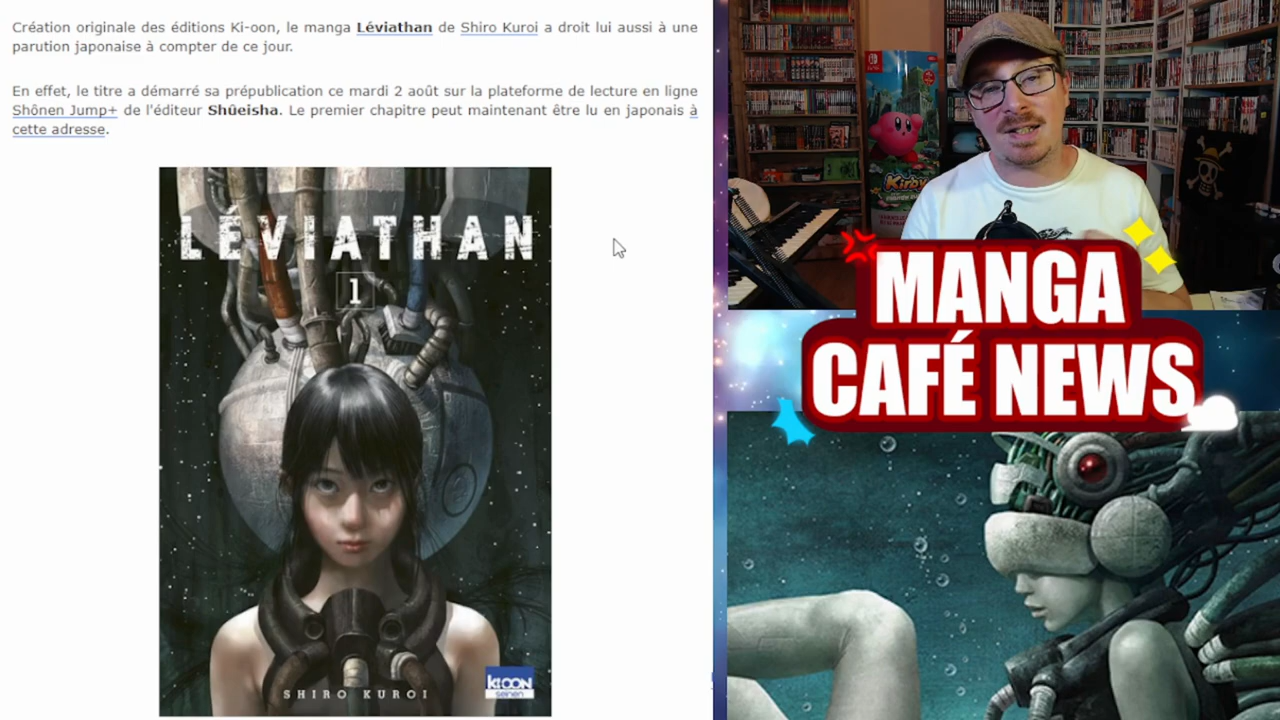 Création originale des éditions Ki-oon, le manga Léviathan de Shiro Kuroi a droit lui aussi à une
parution japonaise à compter de ce jour.
En effet, le titre a démarré sa prépublication ce mardi 2 août sur la plateforme de lecture en ligne
Shônen Jump+ de l'éditeur Shûeisha. Le premier chapitre peut maintenant être lu en japonais à
cette adresse.
LÉVIATHAN
1
SHIRO KUROI
KI-OON
seinen
Kirby
MANGA
CAFÉ NEWS